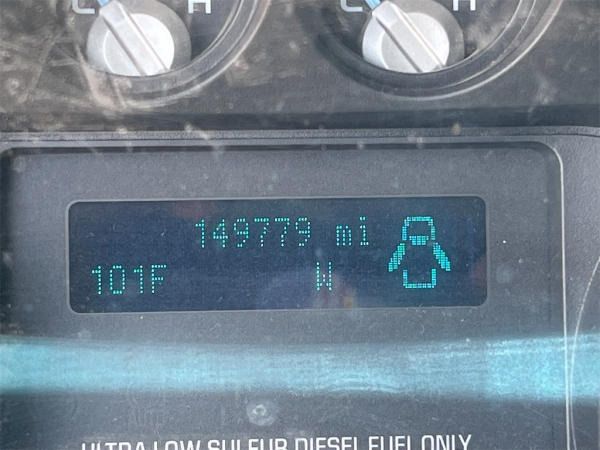 C H C H
149779 mi
101F W
ULTRA LOW SULFUR DIESEL FUEL ONLY